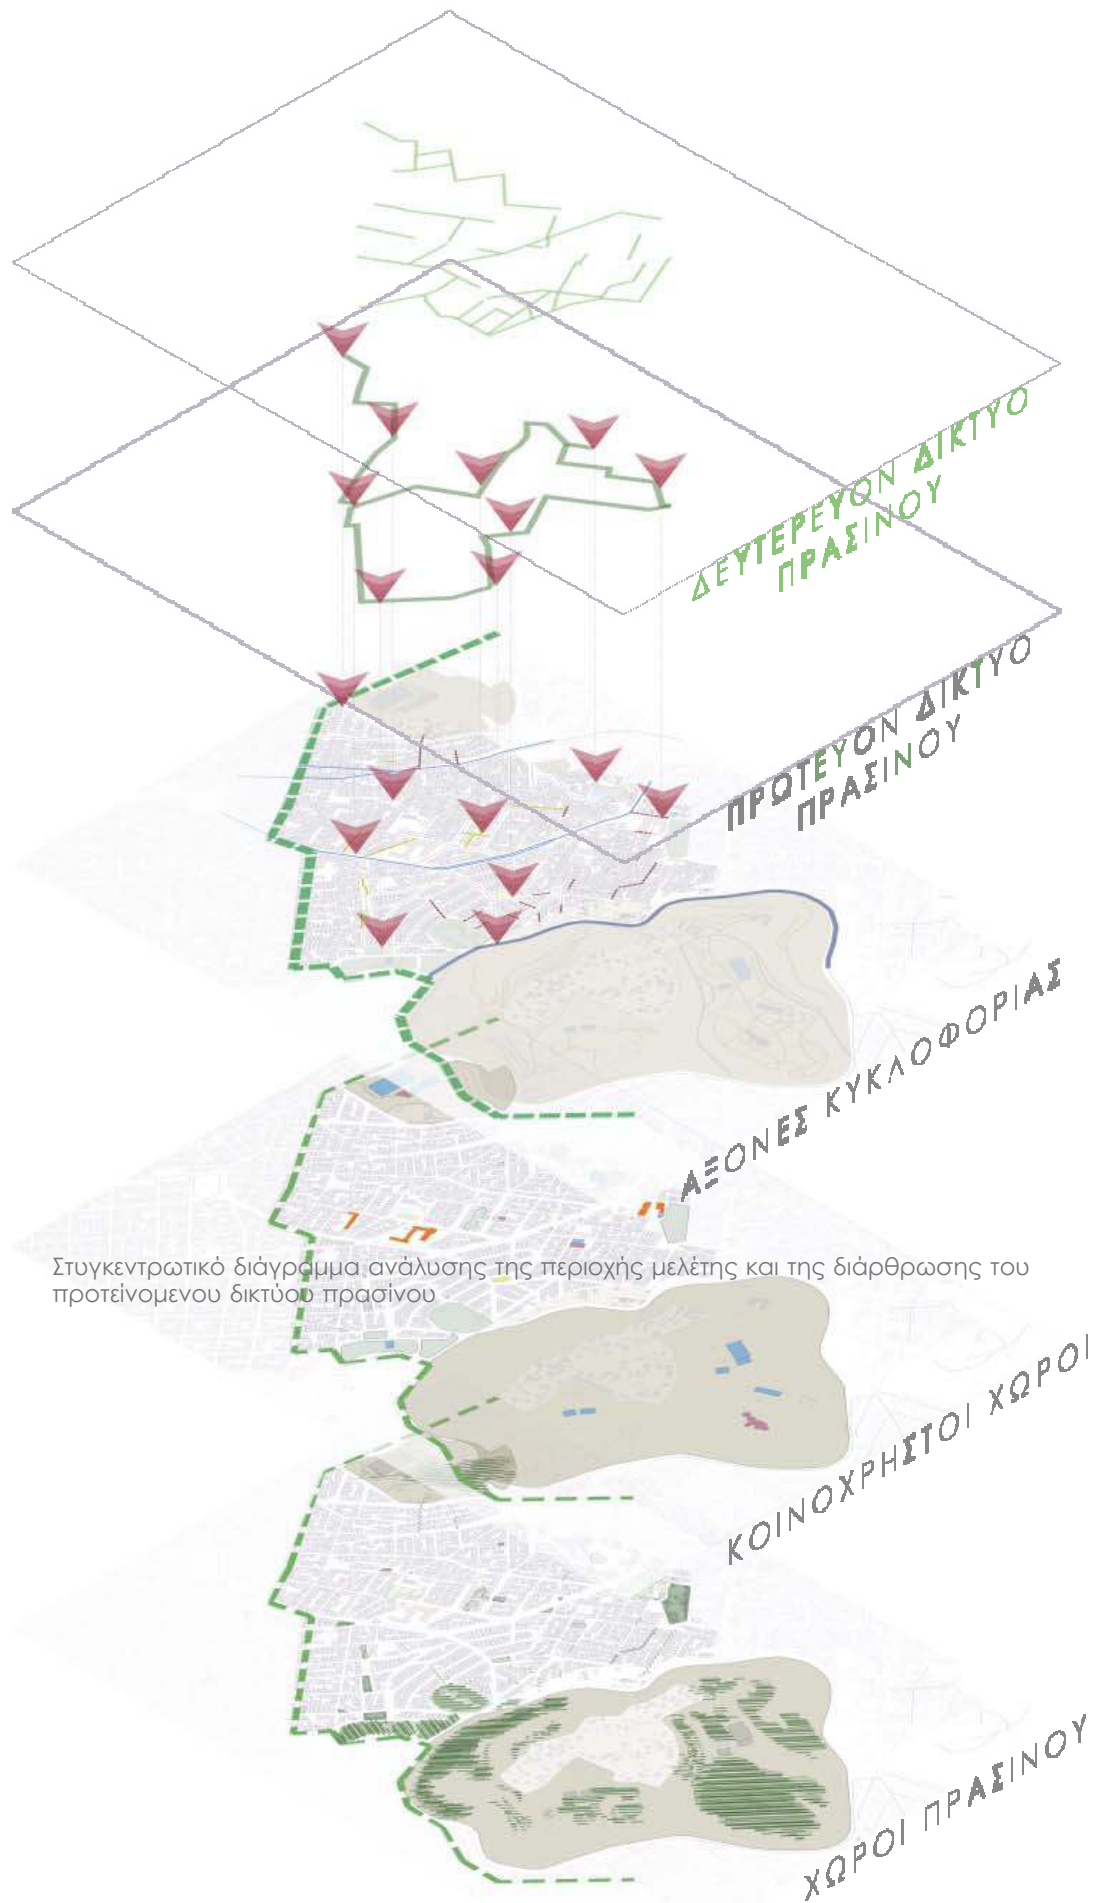 ΔΕΥΤΕΡΕΥΟΝ ΔΙΚΤΥΟ
ΠΡΑΣΙΝΟΥ
ΠΡΩΤΕΥΟΝ ΔΙΚΤΥΟ
ΠΡΑΣΙΝΟΥ
ΑΞΟΝΕΣ ΚΥΚΛΟΦΟΡΙΑΣ
Στυγκεντρωτικό διάγραμμα ανάλυσης της περιοχής μελέτης και της διάρθρωσης του
προτείνομενου δικτύου πρασίνου
ΚΟΙΝΟΧΡΗΣΤΟΙ ΧΩΡΟΙ
ΧΩΡΟΙ ΠΡΑΣΙΝΟΥ